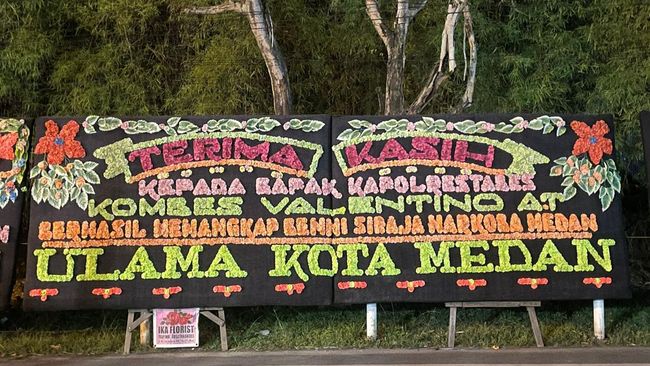 TERIMA KASIH
KEPADA BAPAK KAPOLRESTABES
KOMBES VALENTINO AT
BERHASIL MENANGKAP BENNI SIRAJA NARKOBA MEDAN
ULAMA KOTA MEDAN
IKA FLORIST